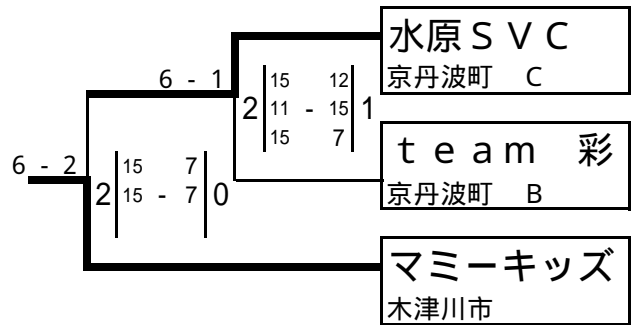 水原ＳＶＣ
京丹波町　Ｃ
6 - 1
2 15 12 1
11 - 15
15 7
ｔｅａｍ　彩
京丹波町　Ｂ
6 - 2
2 15 7 0
15 - 7
マミーキッズ
木津川市